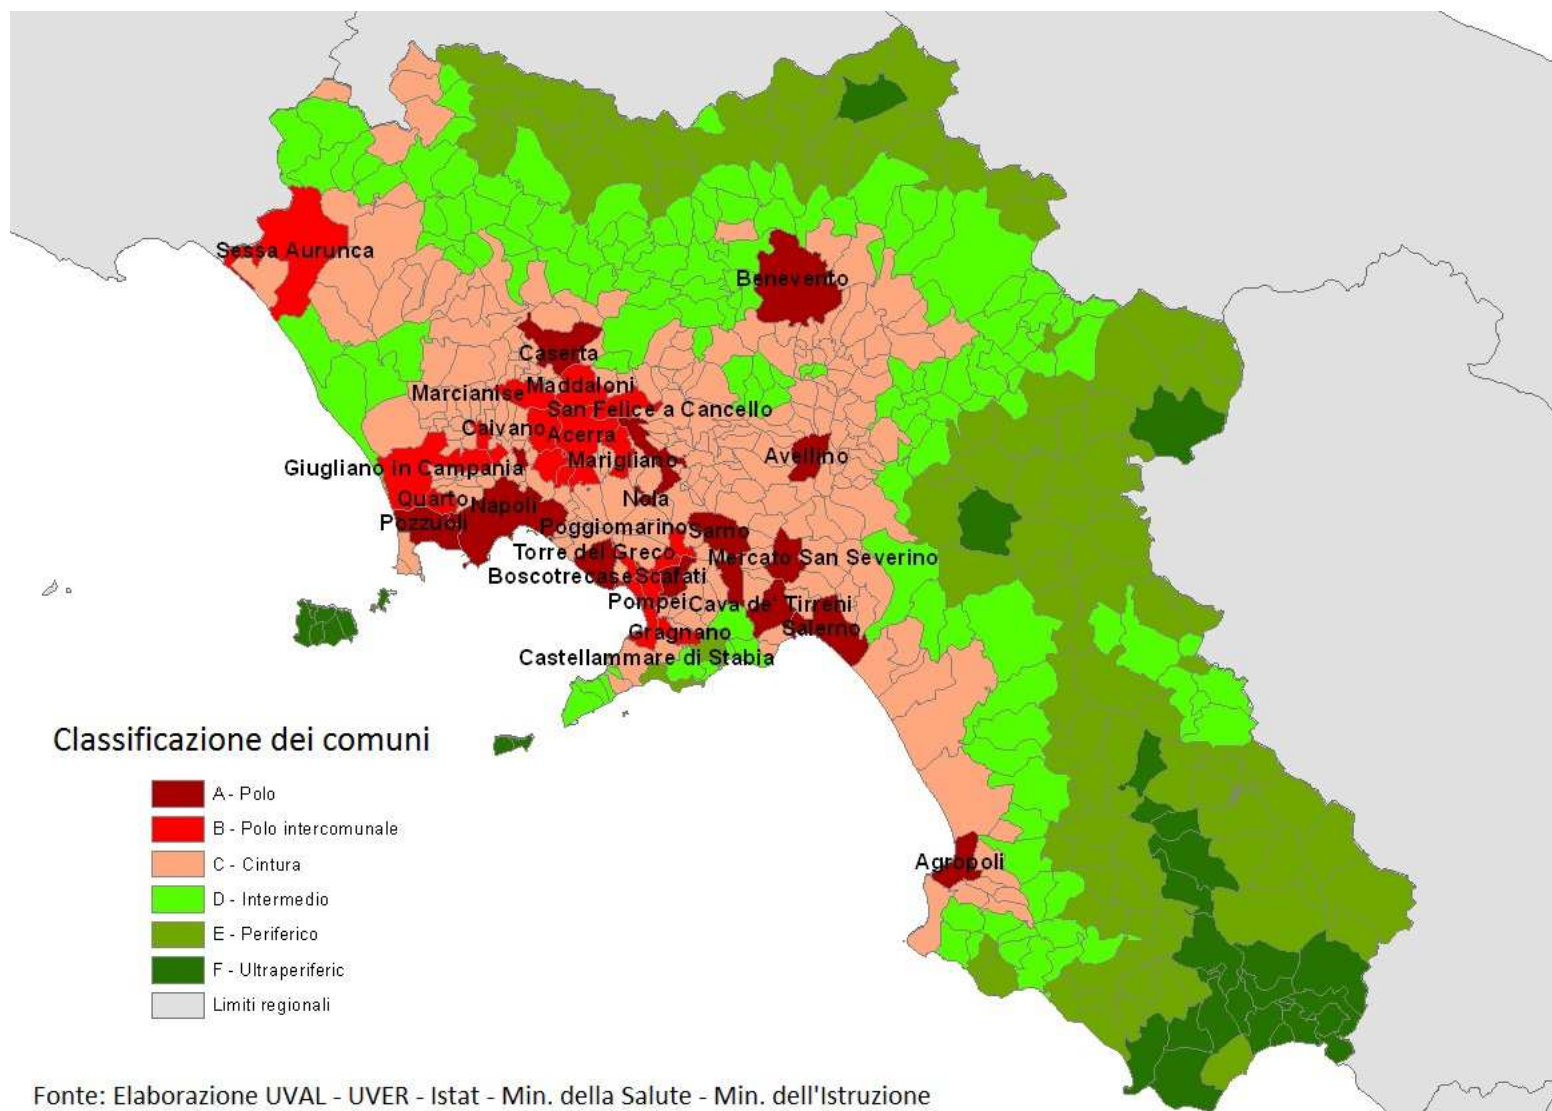 Sessa Aurunca
Benevento
Caserta
Marcianise
Maddaloni
San Felice a Cancello
Caivano
Acerra
Avellino
Giugliano in Campania
Marigliano
Quarto
Napoli
Nola
Pozzuoli
Poggiomarino
Sarno
Torre del Greco
Mercato San Severino
Boscotrecase
Scafati
Pompei
Cava de' Tirreni
Salerno
Gragnano
Castellammare di Stabia
Agropoli
Classificazione dei comuni
A - Polo
B - Polo intercomunale
C - Cintura
D - Intermedio
E - Periferico
F - Ultraperiferic
Limiti regionali
Fonte: Elaborazione UVAL - UVER - Istat - Min. della Salute - Min. dell'Istruzione